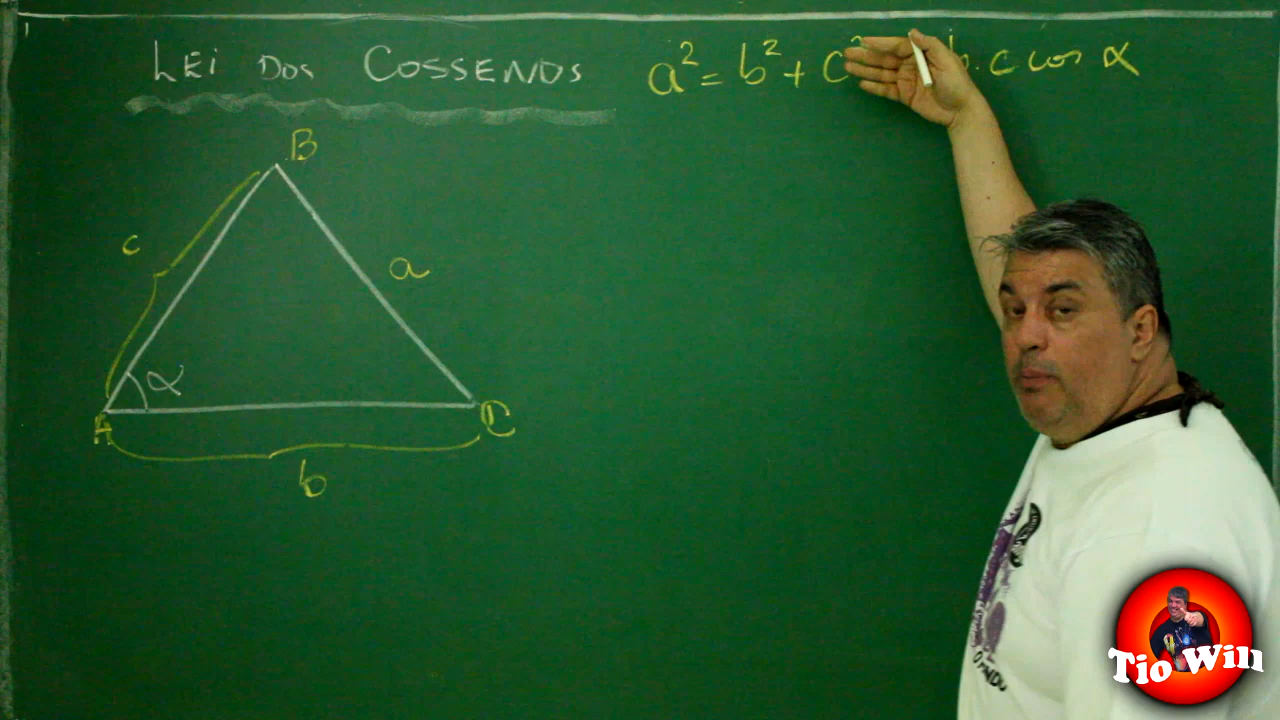 LEI DOS COSSENOS
a² = b² + c b. c cos α
B
c
a
α
A
C
b
Tio Will